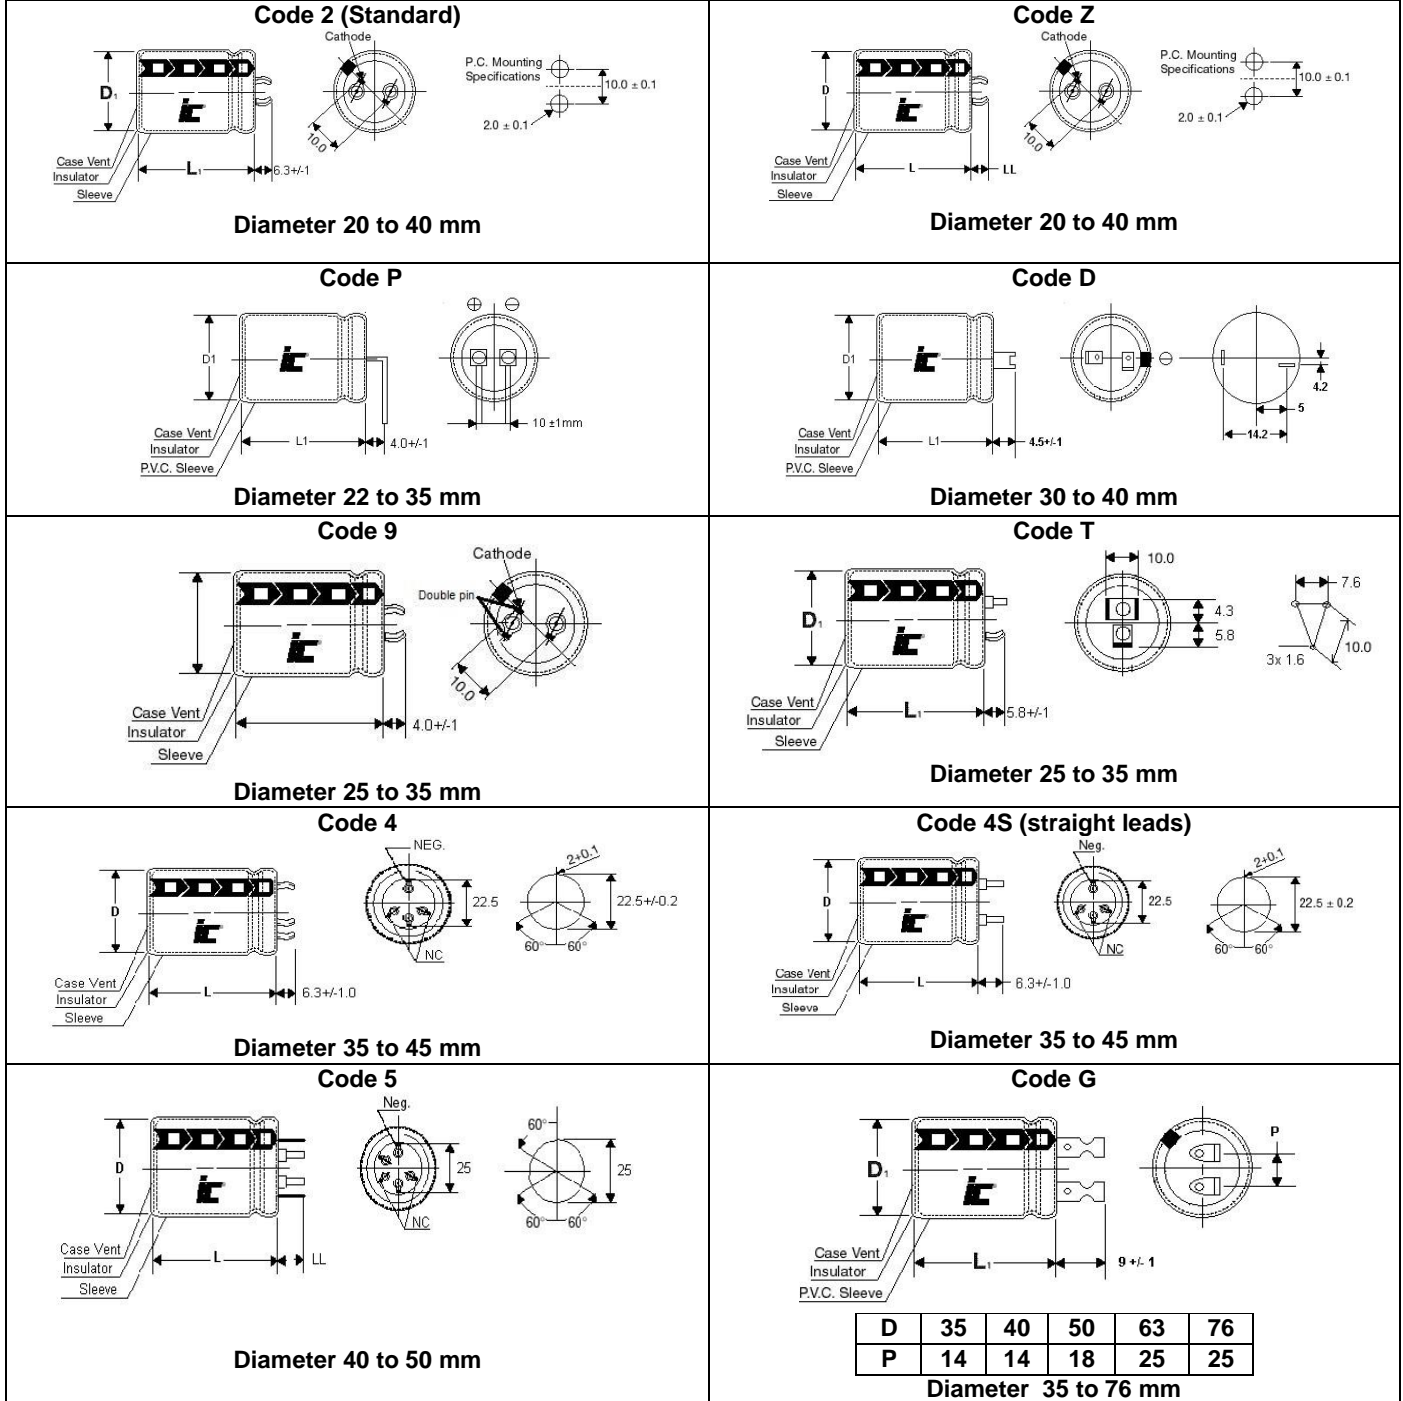 Code 2 (Standard)
Cathode
P.C. Mounting
Specifications
10.0 ± 0.1
2.0 ± 0.1
D1
ic
10.0
Case Vent
Insulator
Sleeve
L1
6.3+/-1
Diameter 20 to 40 mm
Code Z
Cathode
P.C. Mounting
Specifications
10.0 ± 0.1
2.0 ± 0.1
D
ic
10.0
Case Vent
Insulator
Sleeve
L
LL
Diameter 20 to 40 mm
Code P
D1
ic
10 ±1mm
Case Vent
Insulator
P.V.C. Sleeve
L1
4.0+/-1
Diameter 22 to 35 mm
Code D
D1
ic
4.2
5
14.2
Case Vent
Insulator
P.V.C. Sleeve
L1
4.5+/-1
Diameter 30 to 40 mm
Code 9
Cathode
Double pin
ic
10.0
Case Vent
Insulator
Sleeve
4.0+/-1
Diameter 25 to 35 mm
Code T
10.0
7.6
D1
4.3
5.8
10.0
3x 1.6
ic
Case Vent
Insulator
Sleeve
L1
5.8+/-1
Diameter 25 to 35 mm
Code 4
NEG.
2+0.1
D
22.5
22.5+/-0.2
ic
60° 60°
NC
Case Vent
Insulator
Sleeve
L
6.3+/-1.0
Diameter 35 to 45 mm
Code 4S (straight leads)
Neg.
2+0.1
D
22.5
22.5 ± 0.2
ic
60° 60°
NC
Case Vent
Insulator
Sleeve
L
6.3+/-1.0
Diameter 35 to 45 mm
Code 5
Neg.
60°
D
25
25
ic
60° 60°
NC
Case Vent
Insulator
Sleeve
L
LL
Diameter 40 to 50 mm
Code G
P
D1
ic
Case Vent
Insulator
P.V.C. Sleeve
L1
9 +/- 1
D 35 40 50 63 76
P 14 14 18 25 25
Diameter 35 to 76 mm